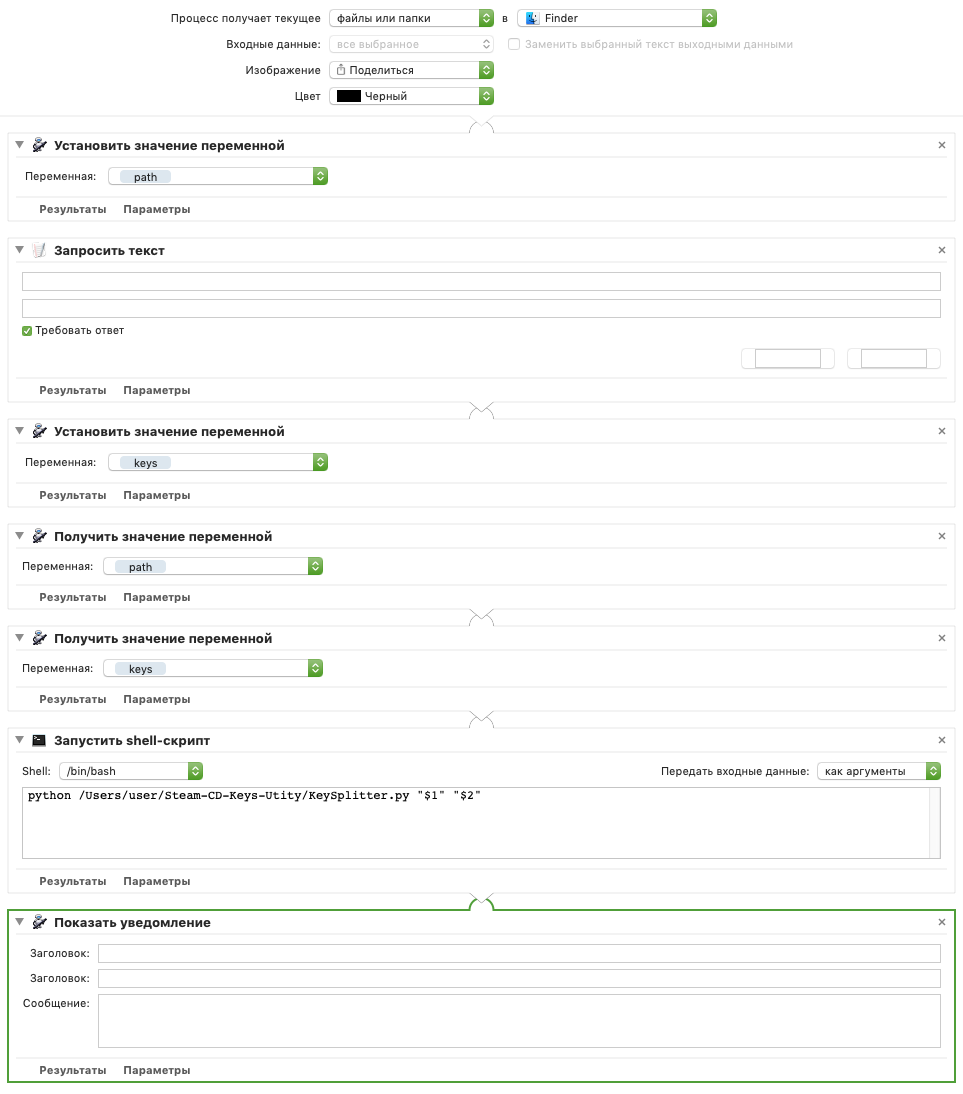 Процесс получает текущее файлы или папки в Finder
Входные данные: все выбранное Заменить выбранный текст выходными данными
Изображение Поделиться
Цвет Черный
Установить значение переменной
Переменная: path
Результаты Параметры
Запросить текст
Требовать ответ
Результаты Параметры
Установить значение переменной
Переменная: keys
Результаты Параметры
Получить значение переменной
Переменная: path
Результаты Параметры
Получить значение переменной
Переменная: keys
Результаты Параметры
Запустить shell-скрипт
Shell: /bin/bash Передать входные данные: как аргументы
python /Users/user/Steam-CD-Keys-Utity/KeySplitter.py "$1" "$2"
Результаты Параметры
Показать уведомление
Заголовок:
Заголовок:
Сообщение:
Результаты Параметры